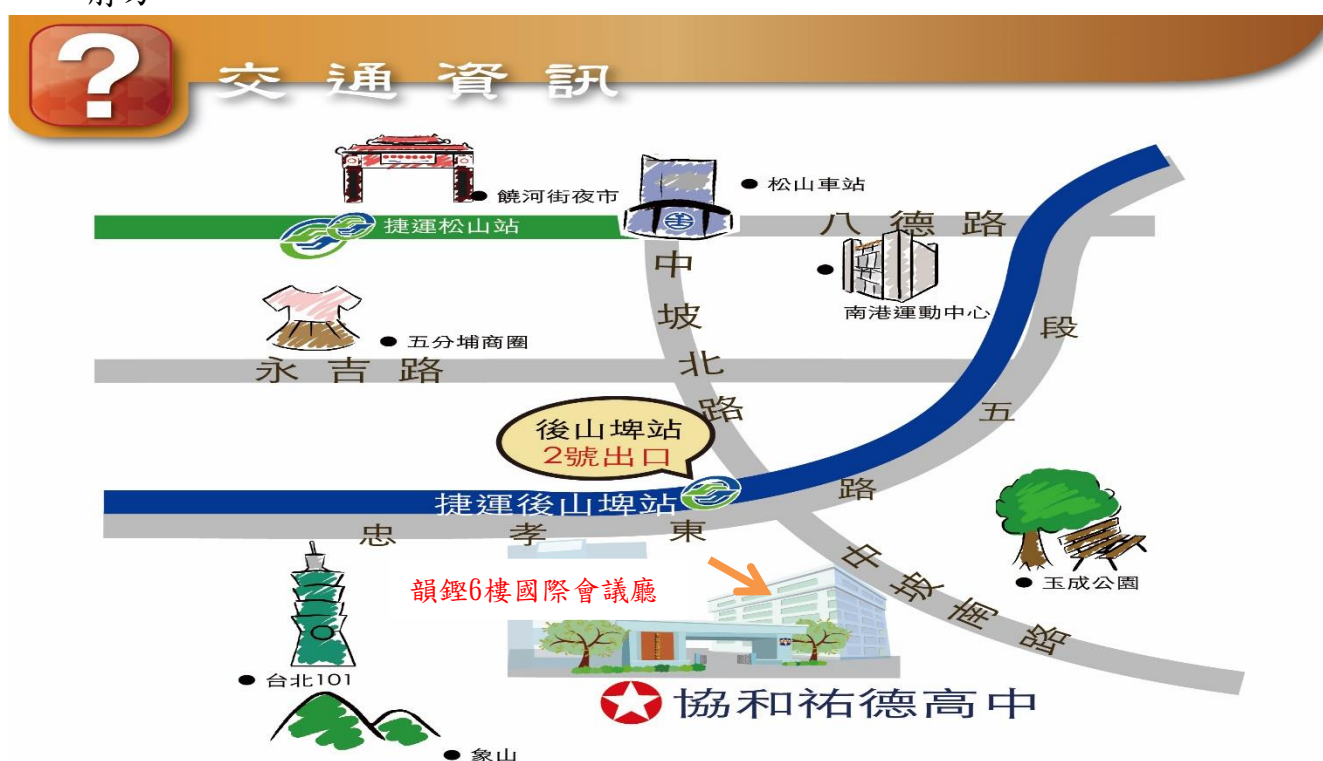 ?
交通資訊
饒河街夜市
松山車站
捷運松山站
八德路
中坡北路
南港運動中心
五分埔商圈
永吉路
後山埤站
2號出口
捷運後山埤站
忠孝東路五段
中坡南路
玉成公園
韻鏗6樓國際會議廳
台北101
協和祐德高中
象山